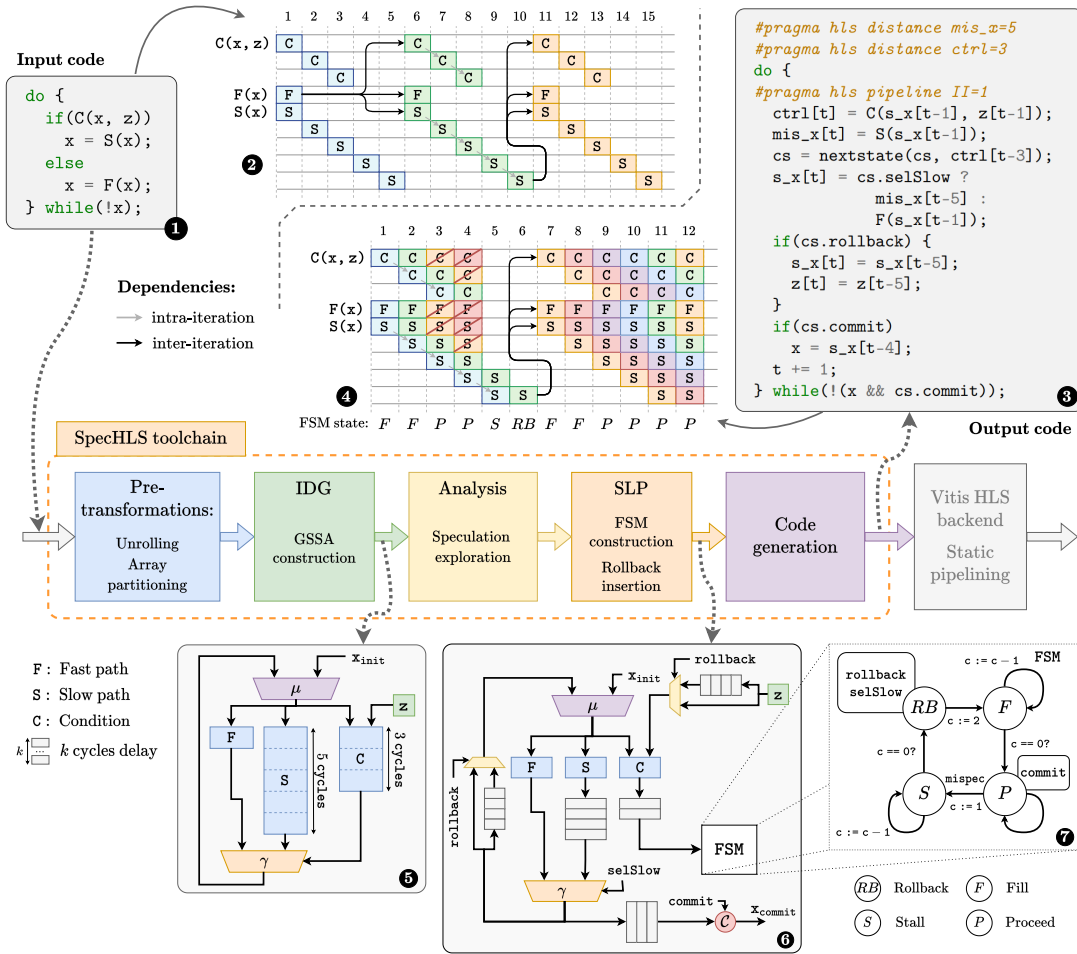 Input code
do {
if(C(x, z))
x = S(x);
else
x = F(x);
} while(!x);
1
1 2 3 4 5 6 7 8 9 10 11 12 13 14 15
C(x, z) C C C
C C C
C C C
F(x) F F F
S(x) S S S
S S S
S S S
S S S
S S S
2
#pragma hls distance mis_x=5
#pragma hls distance ctrl=3
do {
#pragma hls pipeline II=1
ctrl[t] = C(s_x[t-1], z[t-1]);
mis_x[t] = S(s_x[t-1]);
cs = nextstate(cs, ctrl[t-3]);
s_x[t] = cs.selSlow ?
mis_x[t-5] :
F(s_x[t-1]);
if(cs.rollback) {
s_x[t] = s_x[t-5];
z[t] = z[t-5];
}
if(cs.commit)
x = s_x[t-4];
t += 1;
} while(!(x && cs.commit));
3
Output code
Dependencies:
intra-iteration
inter-iteration
1 2 3 4 5 6 7 8 9 10 11 12
C(x, z) C C C C C C C C C C
C C C C C C C C
C C C C C C
F(x) F F F F F F F F F F
S(x) S S S S S S S S S S
S S S S S S S S
S S S S S S
S S S S S
S S S S
4
FSM state: F F P P S RB F F P P P P
SpecHLS toolchain
Pre-
transformations:
Unrolling
Array
partitioning
IDG
GSSA
construction
Analysis
Speculation
exploration
SLP
FSM
construction
Rollback
insertion
Code
generation
Vitis HLS
backend
Static
pipelining
F : Fast path
S : Slow path
C : Condition
k
...
k cycles delay
xinit
μ
z
F
S
5 cycles
C
3 cycles
γ
5
rollback
xinit
μ
z
F
S
C
rollback
FSM
γ
selSlow
commit
C
xcommit
6
rollback
selSlow
c := c − 1
FSM
RB
F
c := 2
c == 0?
c == 0?
commit
mispec
S
P
c := 1
c := c − 1
7
RB Rollback
F Fill
S Stall
P Proceed